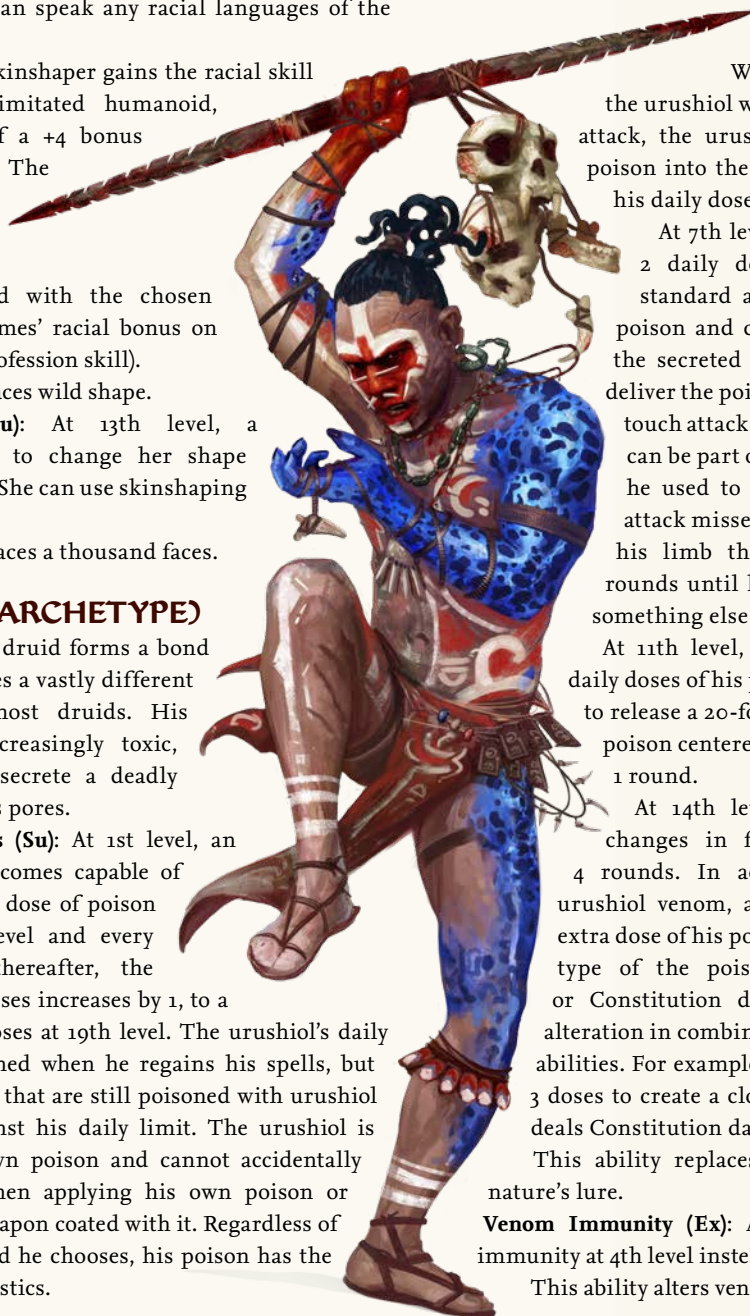 an speak any racial languages of the
kinshaper gains the racial skill
imitated humanoid,
f a +4 bonus
The
d with the chosen
mes’ racial bonus on
ofession skill).
ces wild shape.
u): At 13th level, a
to change her shape
She can use skinshaping
aces a thousand faces.
ARCHETYPE)
druid forms a bond
es a vastly different
most druids. His
creasingly toxic,
secrete a deadly
s pores.
s (Su): At 1st level, an
comes capable of
dose of poison
evel and every
thereafter, the
ses increases by 1, to a
oses at 19th level. The urushiol’s daily
ned when he regains his spells, but
that are still poisoned with urushiol
nst his daily limit. The urushiol is
wn poison and cannot accidentally
hen applying his own poison or
eapon coated with it. Regardless of
d he chooses, his poison has the
stics.
W
the urushiol w
attack, the urus
poison into the
his daily dose
At 7th lev
2 daily do
standard a
poison and c
the secreted
deliver the poi
touch attack
can be part o
he used to
attack misse
his limb th
rounds until h
something else
At 11th level,
daily doses of his p
to release a 20-fo
poison centere
1 round.
At 14th lev
changes in f
4 rounds. In ad
urushiol venom, a
extra dose of his po
type of the pois
or Constitution d
alteration in combin
abilities. For example
3 doses to create a clo
deals Constitution da
This ability replaces
nature’s lure.
Venom Immunity (Ex): A
immunity at 4th level inste
This ability alters ven